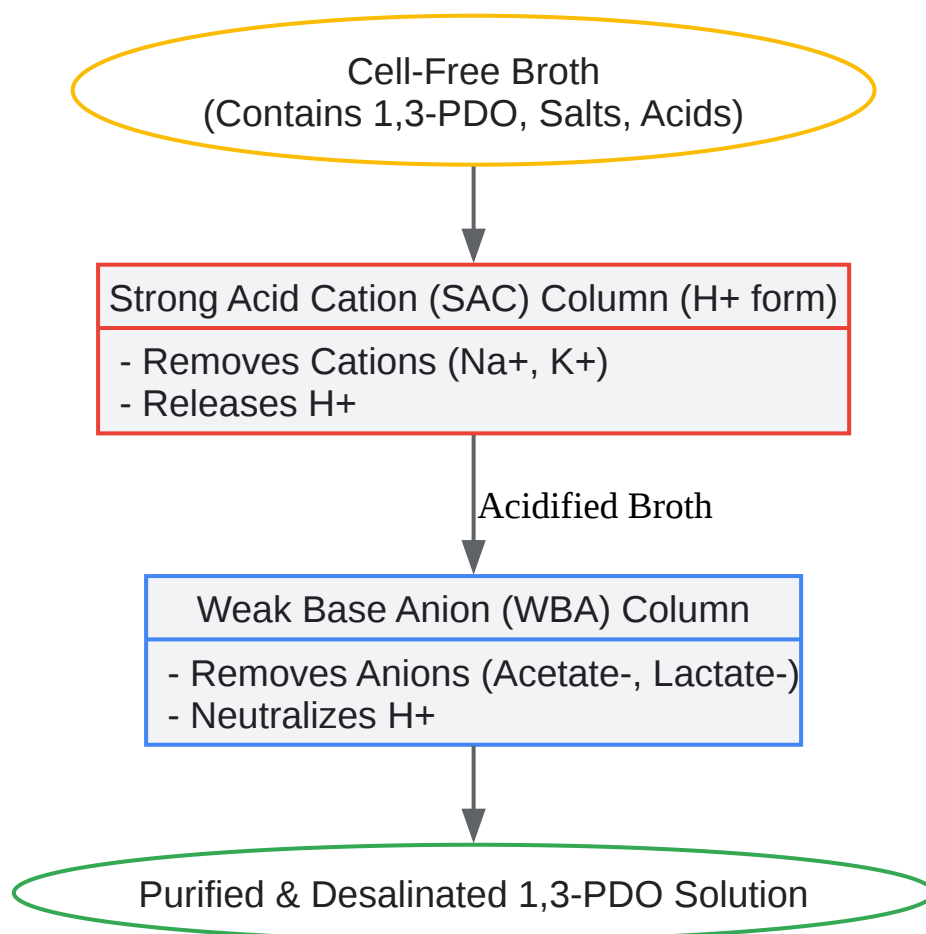 Cell-Free Broth
(Contains 1,3-PDO, Salts, Acids)
Strong Acid Cation (SAC) Column (H+ form)
- Removes Cations (Na+, K+)
- Releases H+
Acidified Broth
Weak Base Anion (WBA) Column
- Removes Anions (Acetate-, Lactate-)
- Neutralizes H+
Purified & Desalinated 1,3-PDO Solution